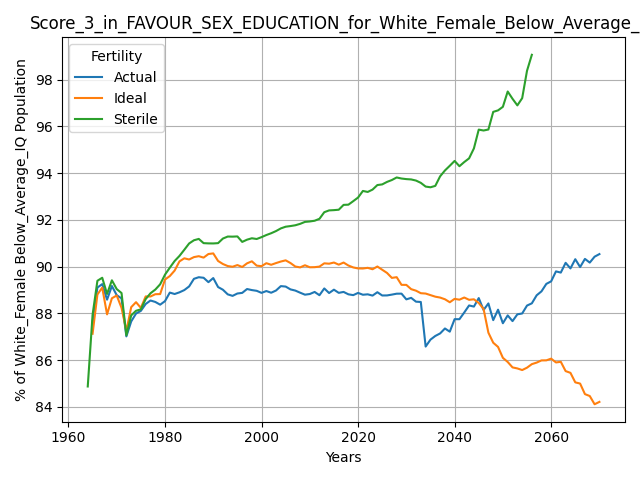 Score_3_in_FAVOUR_SEX_EDUCATION_for_White_Female_Below_Average_
Fertility
Actual
Ideal
Sterile
% of White_Female Below_Average_IQ Population
98
96
94
92
90
88
86
84
1960 1980 2000 2020 2040 2060
Years